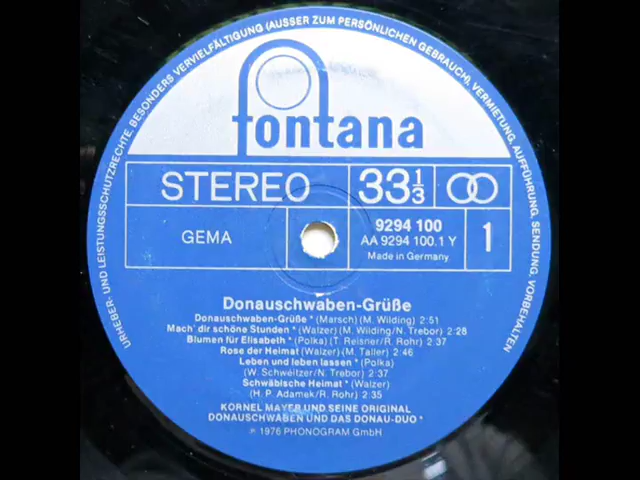 URHEBER- UND LEISTUNGSSCHUTZRECHTE, BESONDERS VERVIELFÄLTIGUNG (AUSSER ZUM PERSÖNLICHEN GEBRAUCH), VERMIETUNG, AUFFÜHRUNG, SENDUNG, VORBEHALTEN
fontana
STEREO 33 1/3
GEMA 9294 100 1
AA 9294 100.1 Y
Made in Germany
Donauschwaben-Grüße
Donauschwaben-Grüße * (Marsch) (M. Wilding) 2:51
Mach' dir schöne Stunden * (Walzer) (M. Wilding/N. Trebor) 2:28
Blumen für Elisabeth * (Polka) (T. Reisner/R. Rohr) 2:37
Rose der Heimat (Walzer) (M. Taller) 2:46
Leben und leben lassen * (Polka)
(W. Schweitzer/N. Trebor) 2:37
Schwäbische Heimat * (Walzer)
(H. P. Adamek/R. Rohr) 2:35
KORNEL MAYER UND SEINE ORIGINAL
DONAUSCHWABEN UND DAS DONAU-DUO *
℗ 1976 PHONOGRAM GmbH